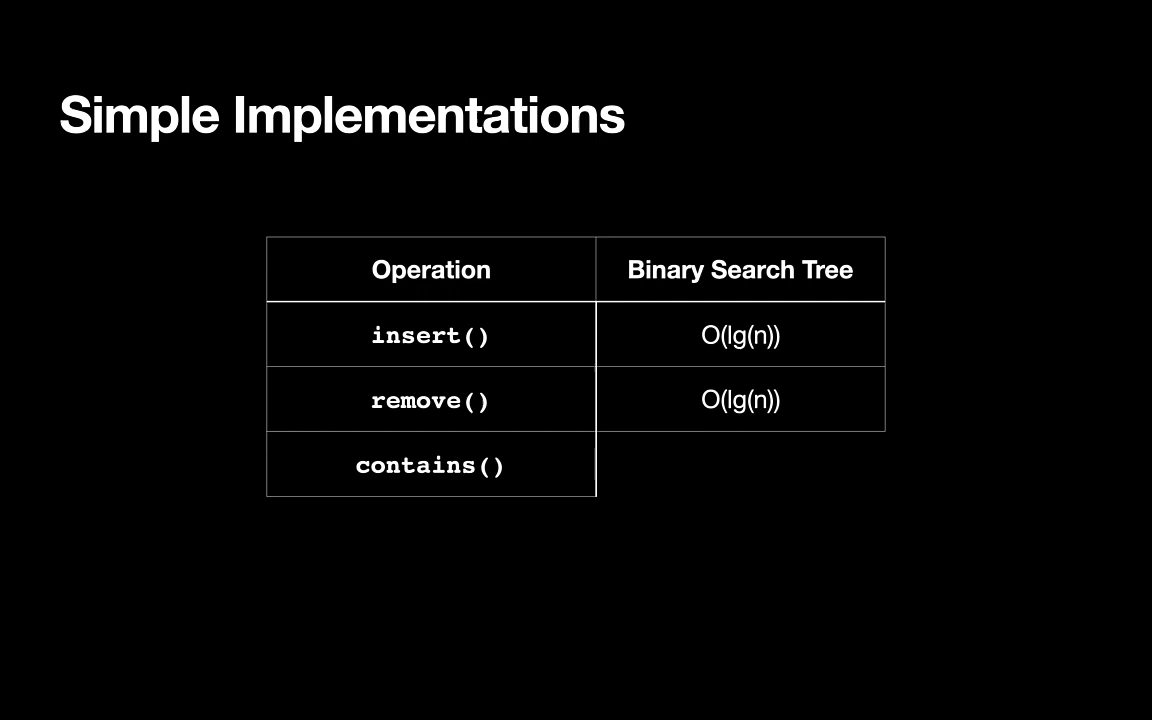 Simple Implementations
Operation Binary Search Tree
insert() O(lg(n))
remove() O(lg(n))
contains()